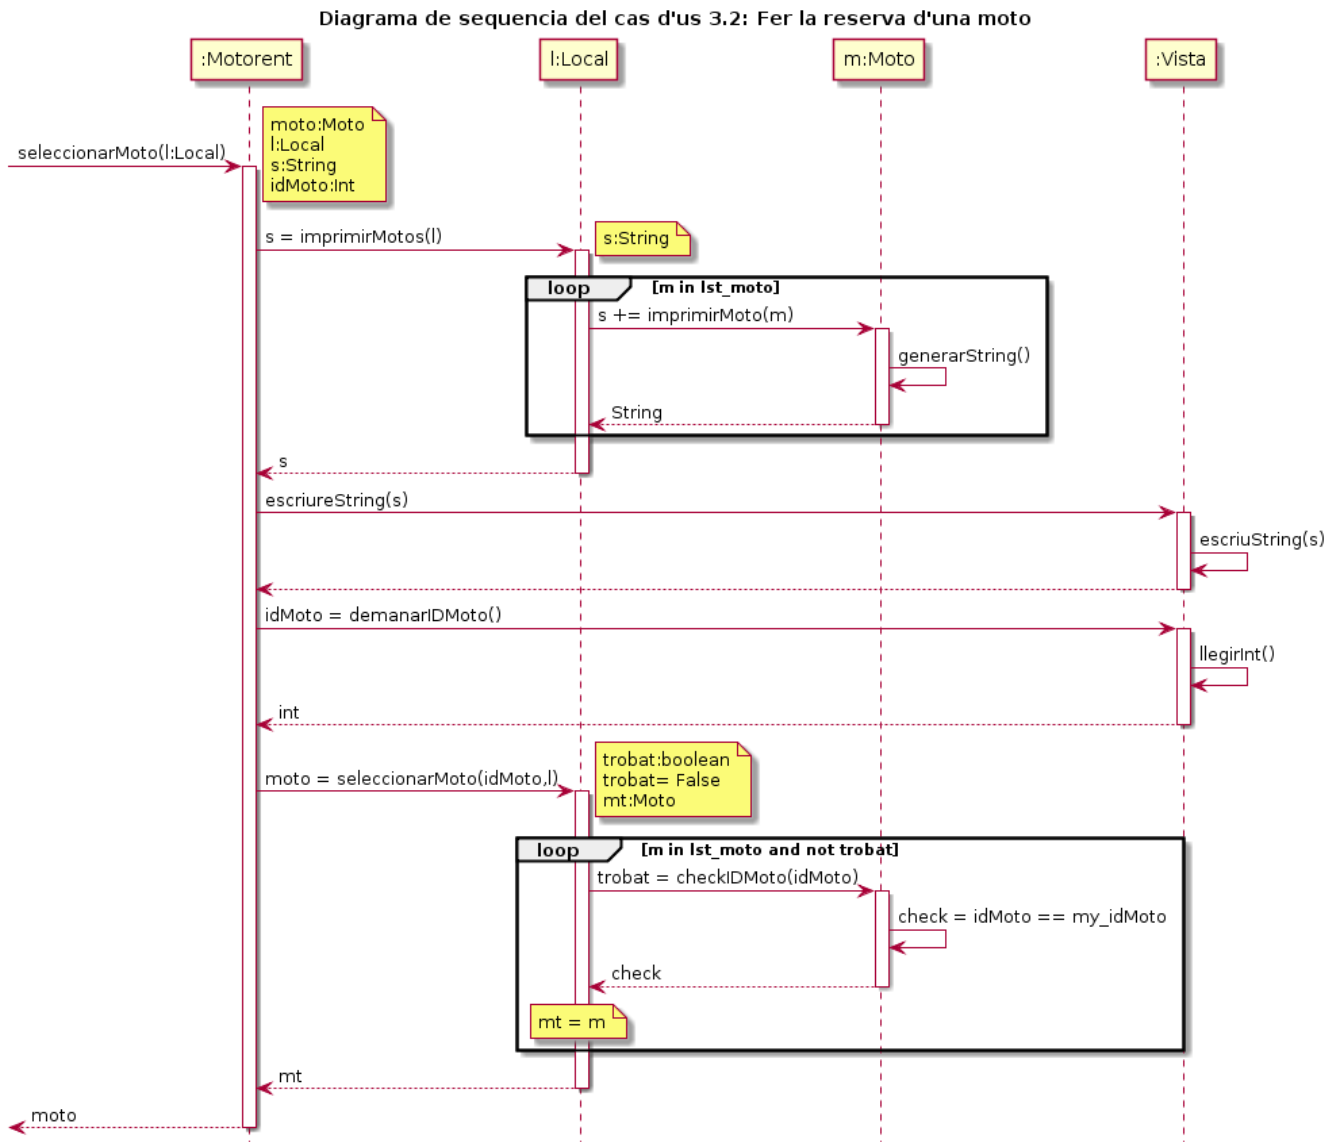 Diagrama de sequencia del cas d'us 3.2: Fer la reserva d'una moto
:Motorent
l:Local
m:Moto
:Vista
moto:Moto
l:Local
s:String
idMoto:Int
seleccionarMoto(l:Local)
s = imprimirMotos(l)
s:String
loop
[m in lst_moto]
s += imprimirMoto(m)
generarString()
String
s
escriureString(s)
escriuString(s)
idMoto = demanarIDMoto()
llegirInt()
int
moto = seleccionarMoto(idMoto,l)
trobat:boolean
trobat= False
mt:Moto
loop
[m in lst_moto and not trobat]
trobat = checkIDMoto(idMoto)
check = idMoto == my_idMoto
check
mt = m
mt
moto